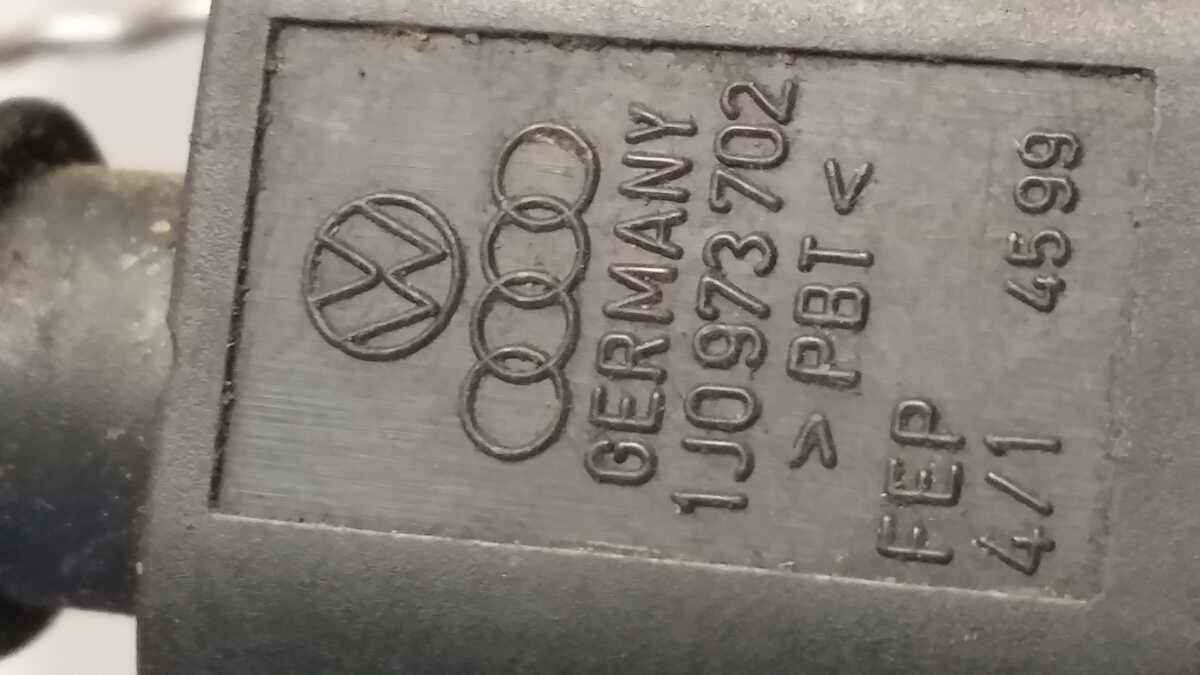 GERMANY
1J0973702
>PBT<
FEP
4/1 4599